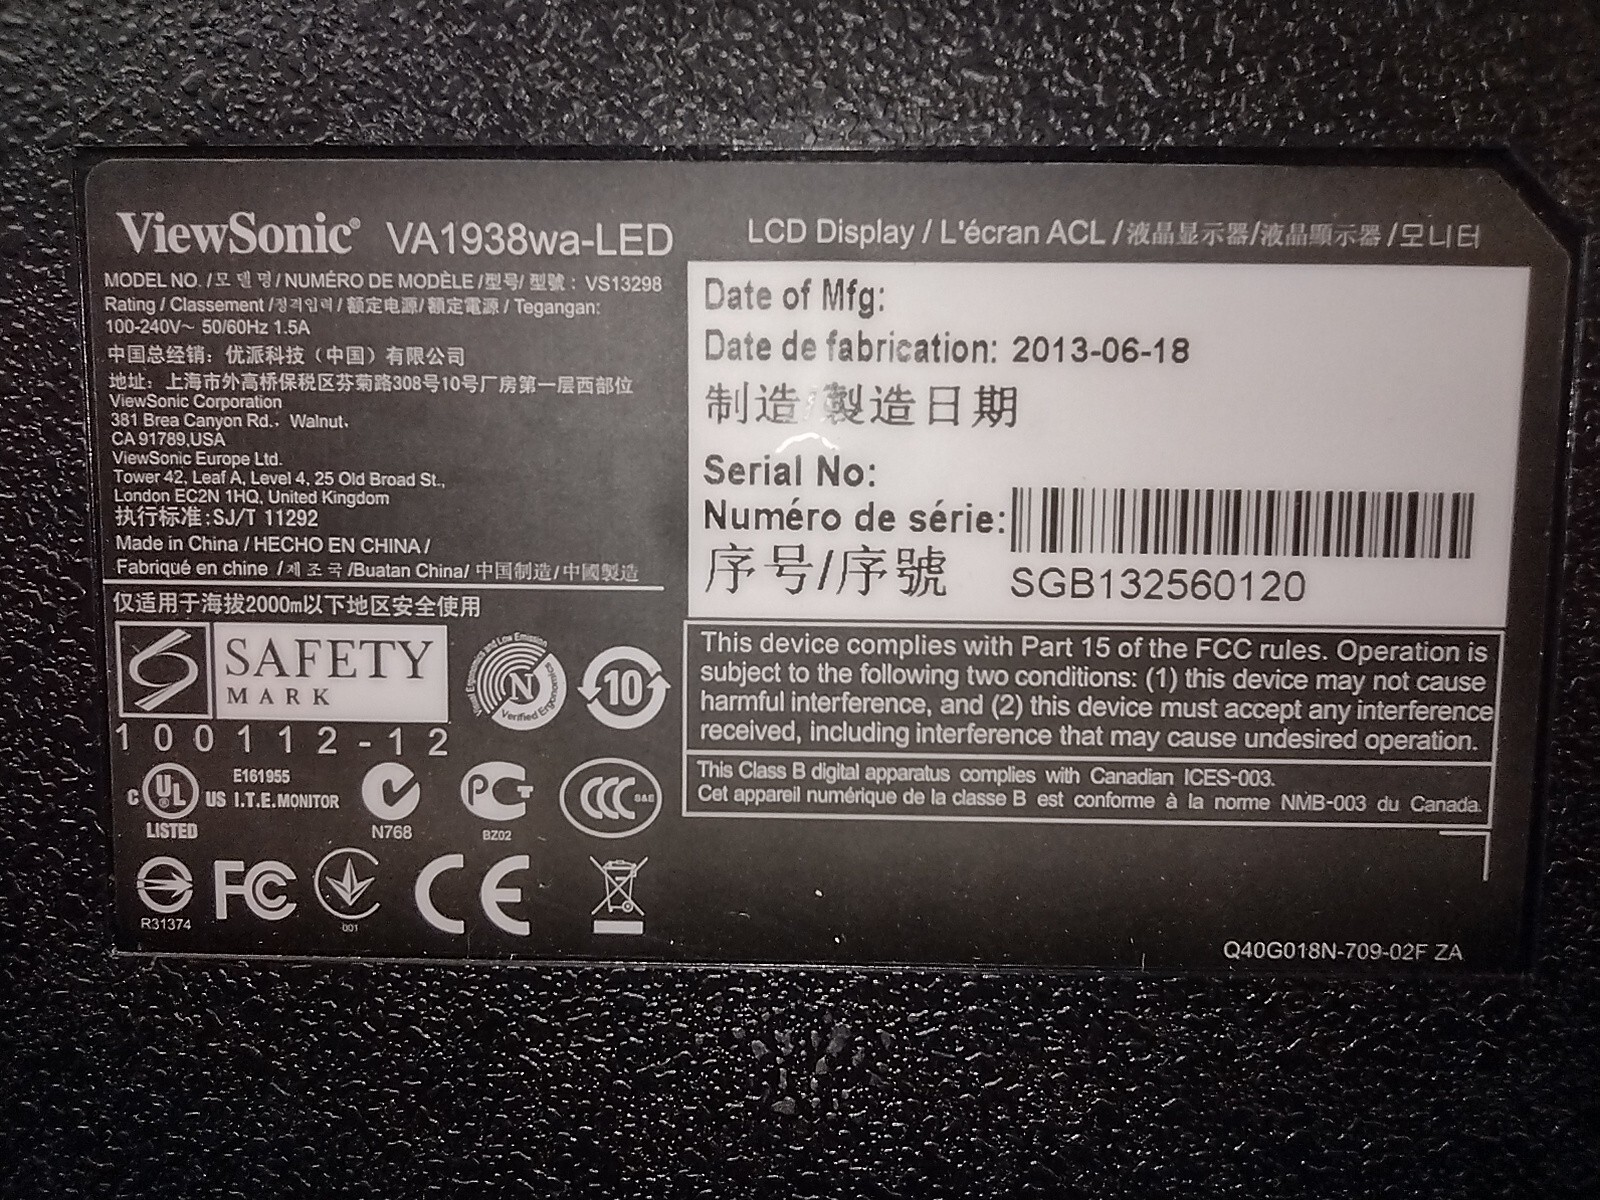 ViewSonic® VA1938wa-LED
LCD Display / L'écran ACL /液晶显示器/液晶顯示器 /모니터
MODEL NO. /모 델 명/ NUMÉRO DE MODÈLE /型号/ 型號 : VS13298
Rating / Classement /정격입력 / 额定电源/ 額定電源 / Tegangan:
100-240V~ 50/60Hz 1.5A
中国总经销: 优派科技（中国）有限公司
地址: 上海市外高桥保税区芬菊路308号10号厂房第一层西部位
ViewSonic Corporation
381 Brea Canyon Rd., Walnut,
CA 91789,USA
ViewSonic Europe Ltd.
Tower 42, Leaf A, Level 4, 25 Old Broad St.,
London EC2N 1HQ, United Kingdom
执行标准:SJ/T 11292
Made in China / HECHO EN CHINA /
Fabriqué en chine /제 조 국 /Buatan China/ 中国制造/中國製造
仅适用于海拔2000m以下地区安全使用
SAFETY
MARK
100112-12
Visual Ergonomics and Low Emission
N
Verified Ergonomics
10
C UL US
LISTED
E161955
I.T.E.MONITOR
N768
PCT
BZ02
CCC S&E
R31374
FC
001
CE
Date of Mfg:
Date de fabrication: 2013-06-18
制造/製造日期
Serial No:
Numéro de série:
序号/序號
SGB132560120
This device complies with Part 15 of the FCC rules. Operation is
subject to the following two conditions: (1) this device may not cause
harmful interference, and (2) this device must accept any interference
received, including interference that may cause undesired operation.
This Class B digital apparatus complies with Canadian ICES-003.
Cet appareil numérique de la classe B est conforme à la norme NMB-003 du Canada.
Q40G018N-709-02F ZA